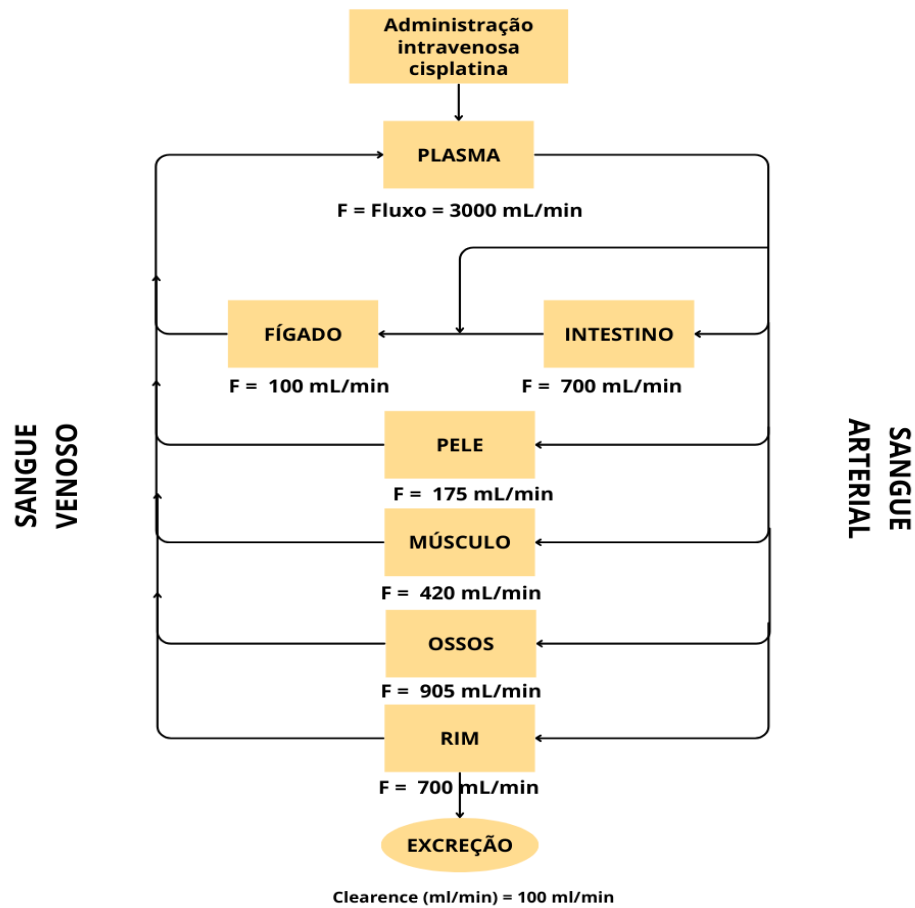 Administração
intravenosa
cisplatina
PLASMA
F = Fluxo = 3000 mL/min
FÍGADO
INTESTINO
F =  100 mL/min
F =  700 mL/min
PELE
F =  175 mL/min
MÚSCULO
F =  420 mL/min
OSSOS
F =  905 mL/min
RIM
F =  700 mL/min
EXCREÇÃO
Clearence (ml/min) = 100 ml/min
SANGUE
VENOSO
SANGUE
ARTERIAL